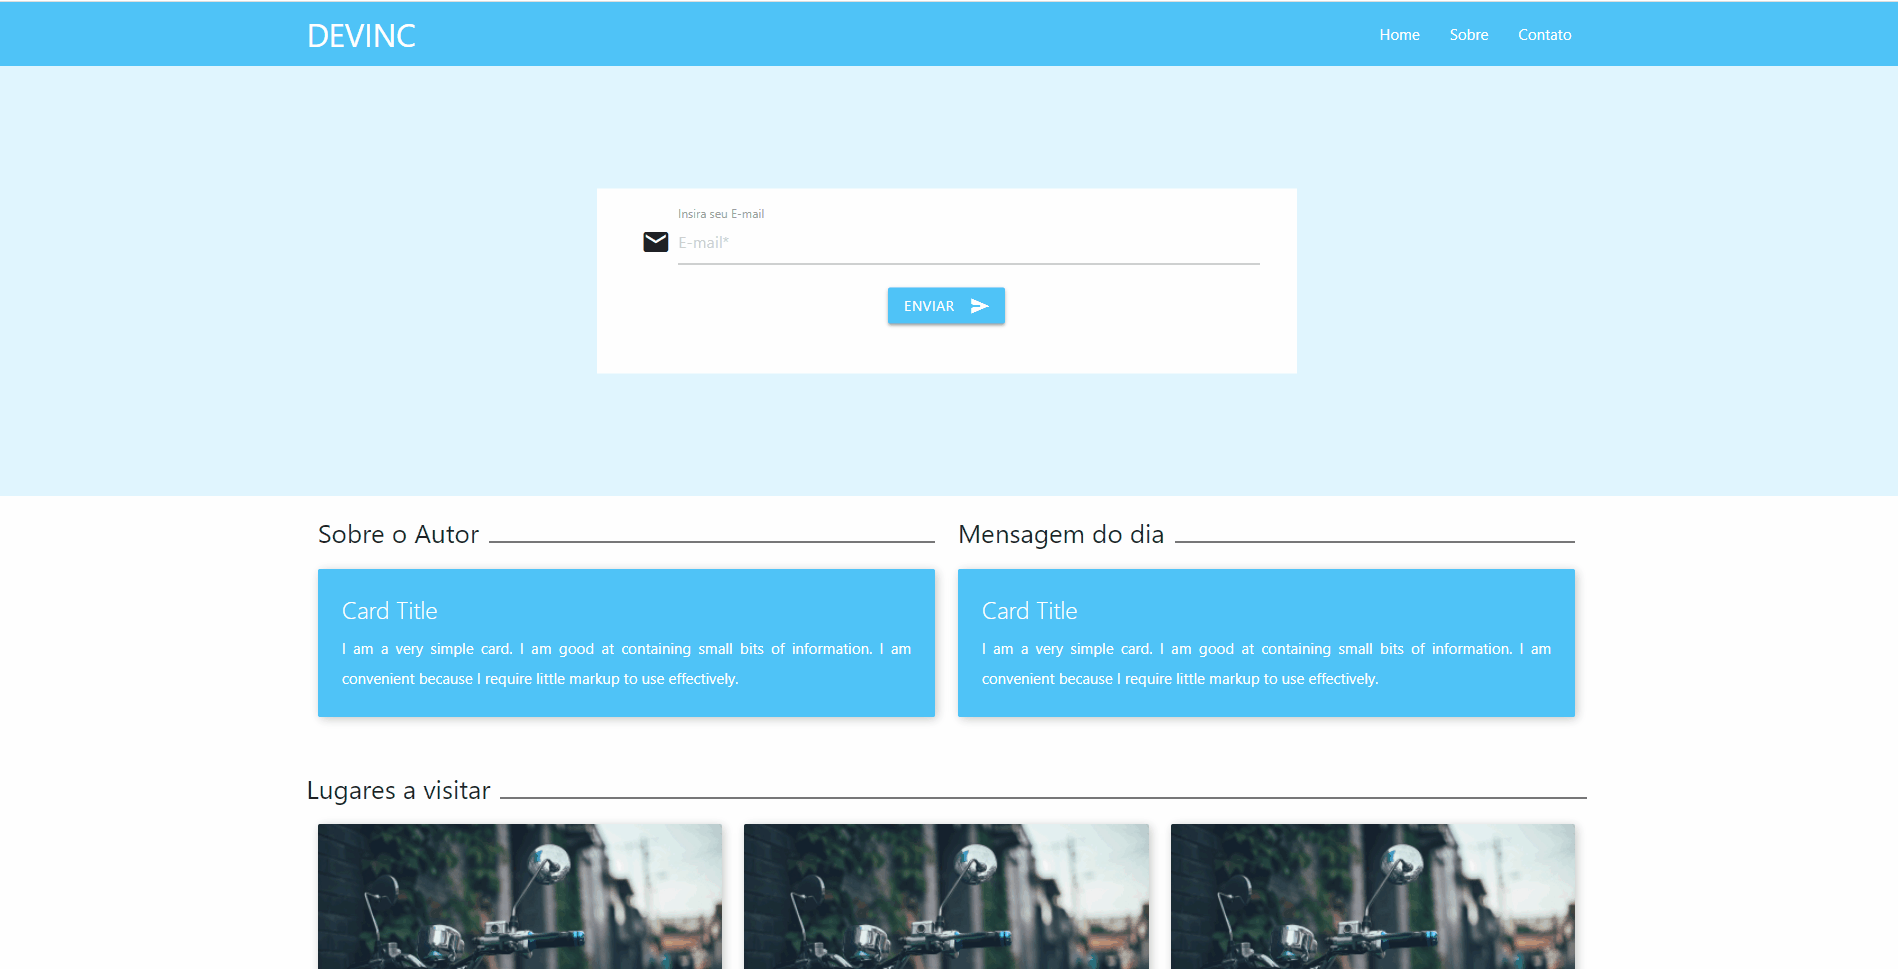 DEVINC
Home Sobre Contato
Insira seu E-mail
E-mail*
ENVIAR
Sobre o Autor
Card Title
I am a very simple card. I am good at containing small bits of information. I am
convenient because I require little markup to use effectively.
Mensagem do dia
Card Title
I am a very simple card. I am good at containing small bits of information. I am
convenient because I require little markup to use effectively.
Lugares a visitar